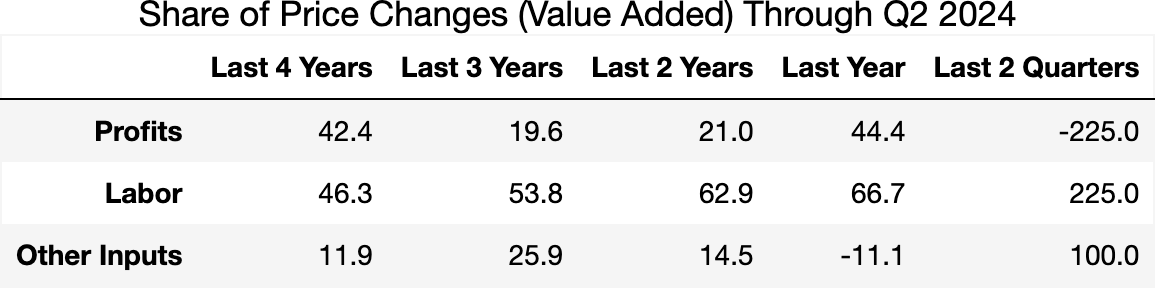 Share of Price Changes (Value Added) Through Q2 2024
Last 4 Years Last 3 Years Last 2 Years Last Year Last 2 Quarters
Profits 42.4 19.6 21.0 44.4 -225.0
Labor 46.3 53.8 62.9 66.7 225.0
Other Inputs 11.9 25.9 14.5 -11.1 100.0